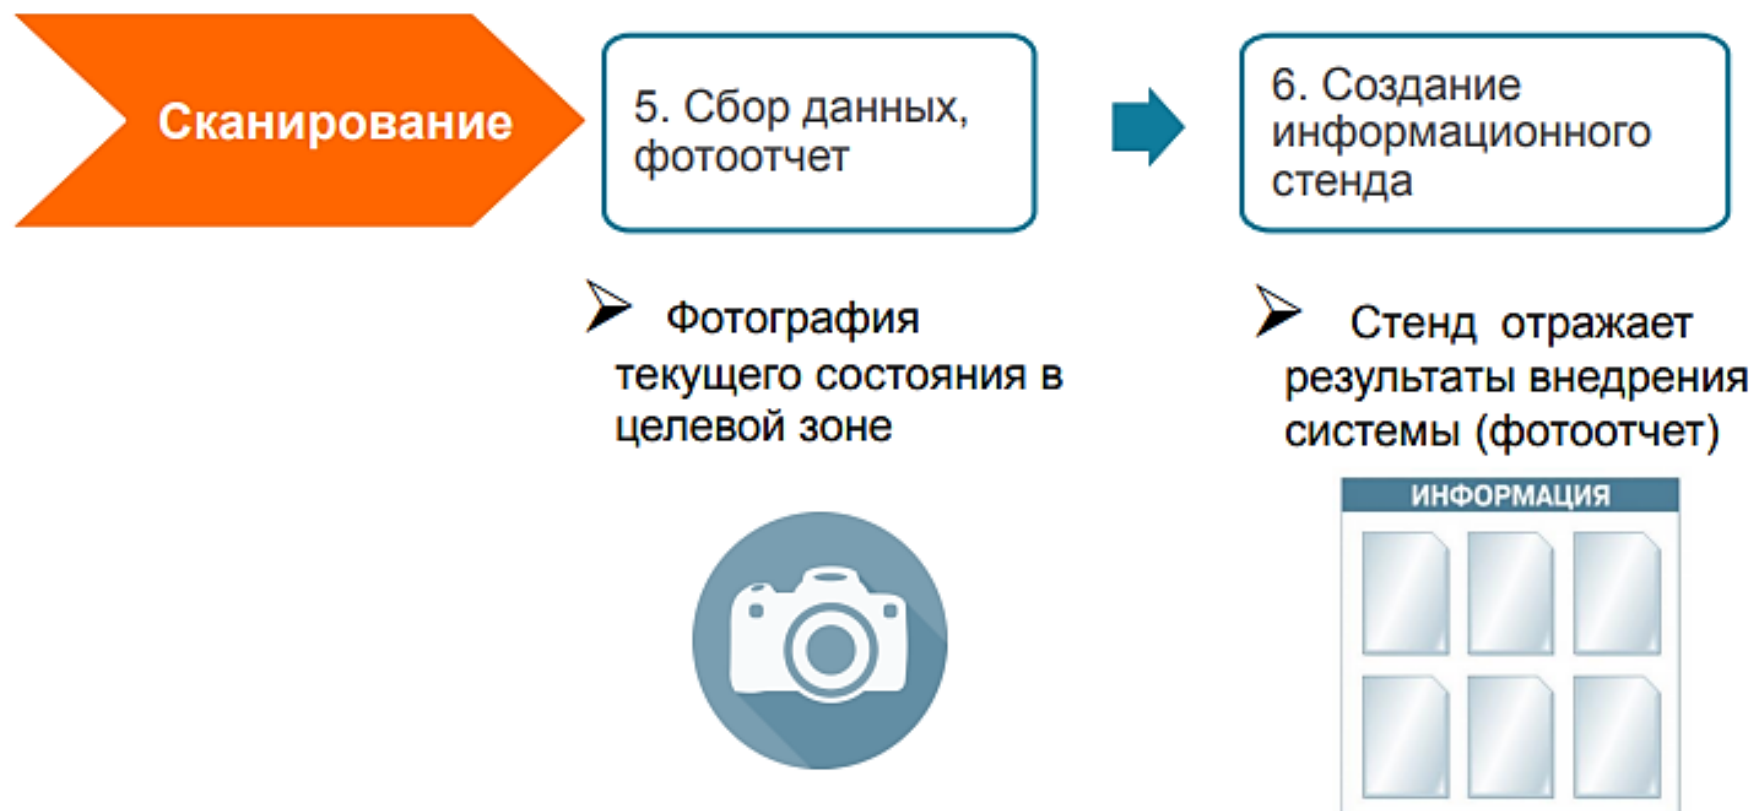 Сканирование
5. Сбор данных,
фотоотчет
6. Создание
информационного
стенда
Фотография
текущего состояния в
целевой зоне
Стенд отражает
результаты внедрения
системы (фотоотчет)
ИНФОРМАЦИЯ